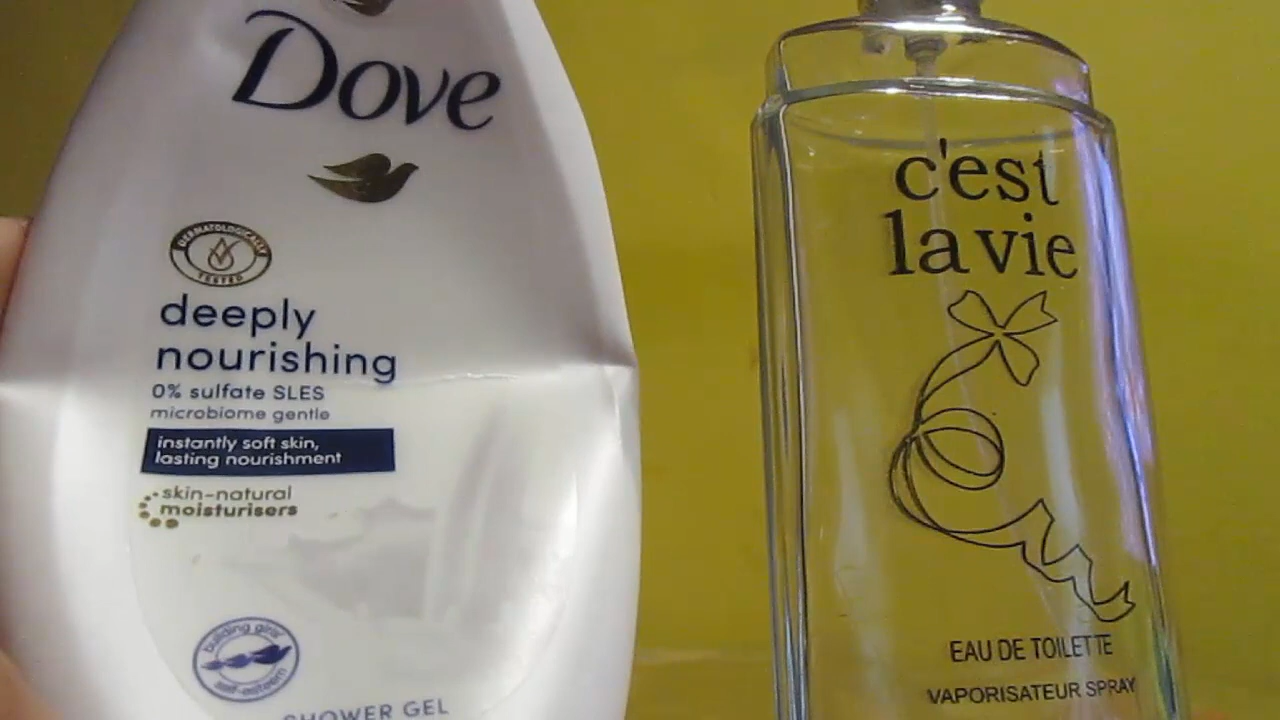 Dove
DERMATOLOGICALLY
TESTED
deeply
nourishing
0% sulfate SLES
microbiome gentle
instantly soft skin,
lasting nourishment
skin-natural
moisturisers
building girls'
self-esteem
SHOWER GEL
c'est
la vie
EAU DE TOILETTE
VAPORISATEUR SPRAY